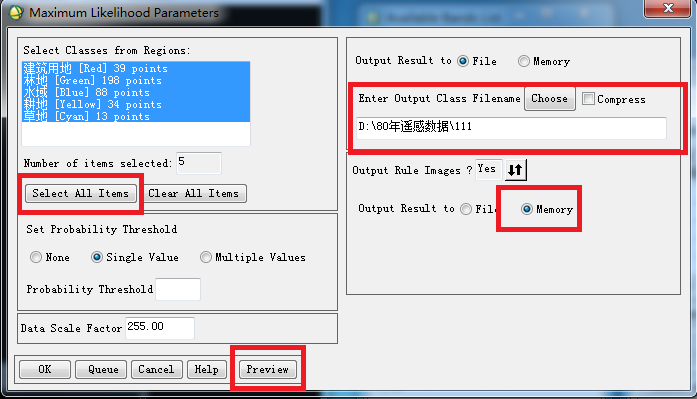 Maximum Likelihood Parameters
Select Classes from Regions:
建筑用地 [Red] 39 points
林地 [Green] 198 points
水域 [Blue] 88 points
耕地 [Yellow] 34 points
草地 [Cyan] 13 points
Number of items selected: 5
Select All Items Clear All Items
Set Probability Threshold
None Single Value Multiple Values
Probability Threshold
Data Scale Factor 255.00
OK Queue Cancel Help Preview
Output Result to File Memory
Enter Output Class Filename Choose Compress
D:\80年遥感数据\111
Output Rule Images ? Yes
Output Result to File Memory